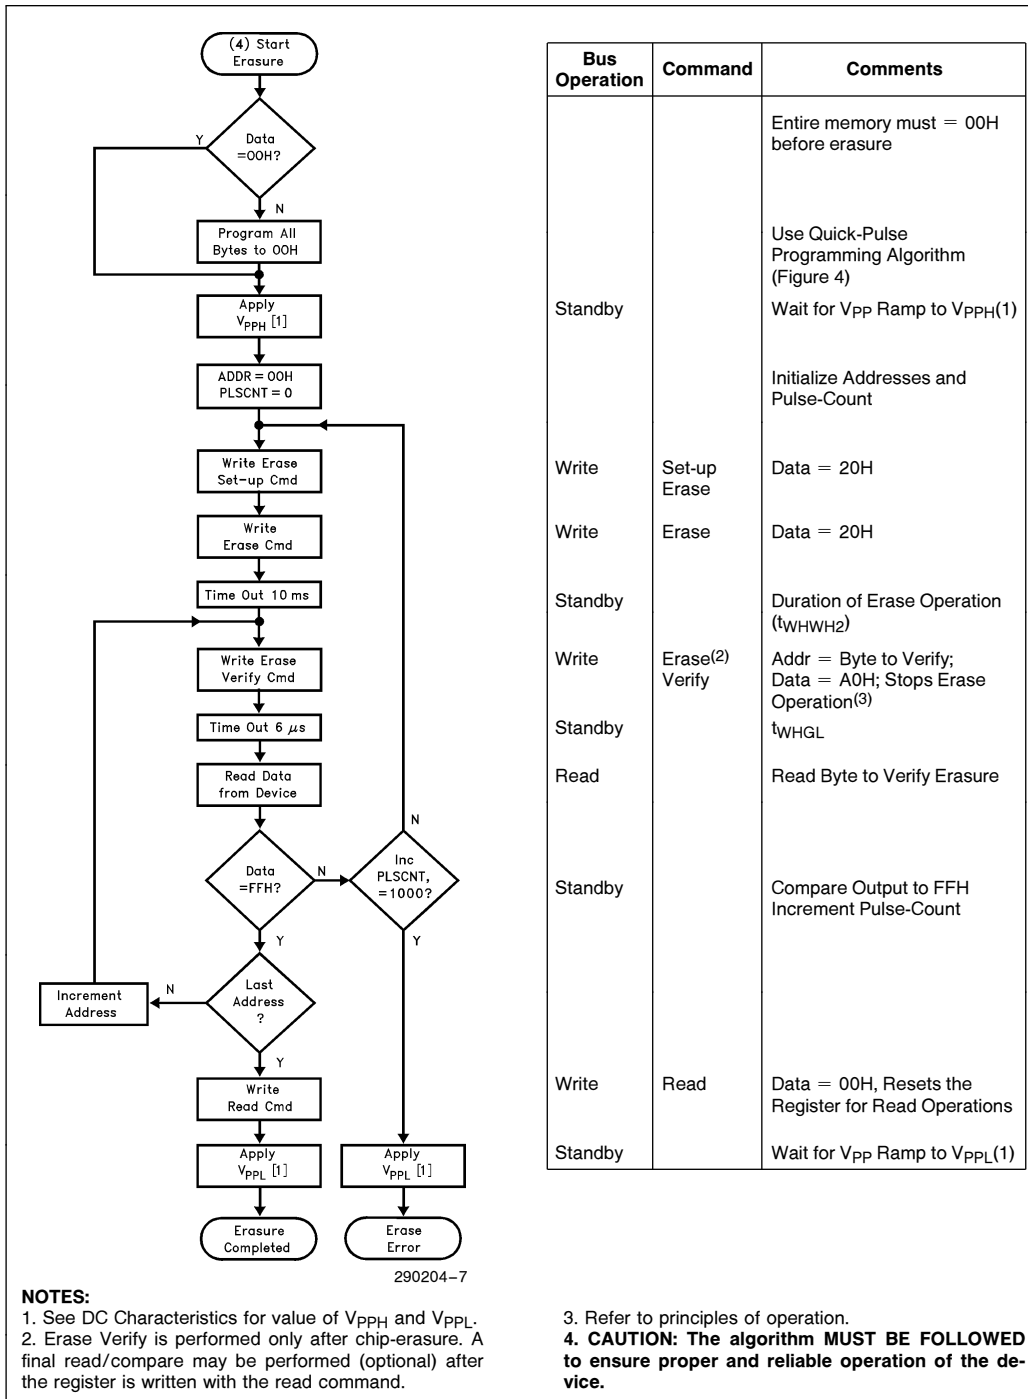 (4) Start
Erasure
Y
Data
=00H?
N
Program All
Bytes to 00H
Apply
VPPH [1]
ADDR = 00H
PLSCNT = 0
Write Erase
Set-up Cmd
Write
Erase Cmd
Time Out 10 ms
Write Erase
Verify Cmd
Time Out 6 μs
Read Data
from Device
N
Data
=FFH?
N
Inc
PLSCNT,
=1000?
Y
Y
Increment
Address
N
Last
Address
?
Y
Write
Read Cmd
Apply
VPPL [1]
Apply
VPPL [1]
Erasure
Completed
Erase
Error
290204–7
Bus
Operation
Command
Comments
Entire memory must = 00H
before erasure
Use Quick-Pulse
Programming Algorithm
(Figure 4)
Standby
Wait for VPP Ramp to VPPH(1)
Initialize Addresses and
Pulse-Count
Write
Set-up
Erase
Data = 20H
Write
Erase
Data = 20H
Standby
Duration of Erase Operation
(tWHWH2)
Write
Erase(2)
Verify
Addr = Byte to Verify;
Data = A0H; Stops Erase
Operation(3)
Standby
tWHGL
Read
Read Byte to Verify Erasure
Standby
Compare Output to FFH
Increment Pulse-Count
Write
Read
Data = 00H, Resets the
Register for Read Operations
Standby
Wait for VPP Ramp to VPPL(1)
NOTES:
1. See DC Characteristics for value of VPPH and VPPL.
2. Erase Verify is performed only after chip-erasure. A
final read/compare may be performed (optional) after
the register is written with the read command.
3. Refer to principles of operation.
4. CAUTION: The algorithm MUST BE FOLLOWED
to ensure proper and reliable operation of the de-
vice.